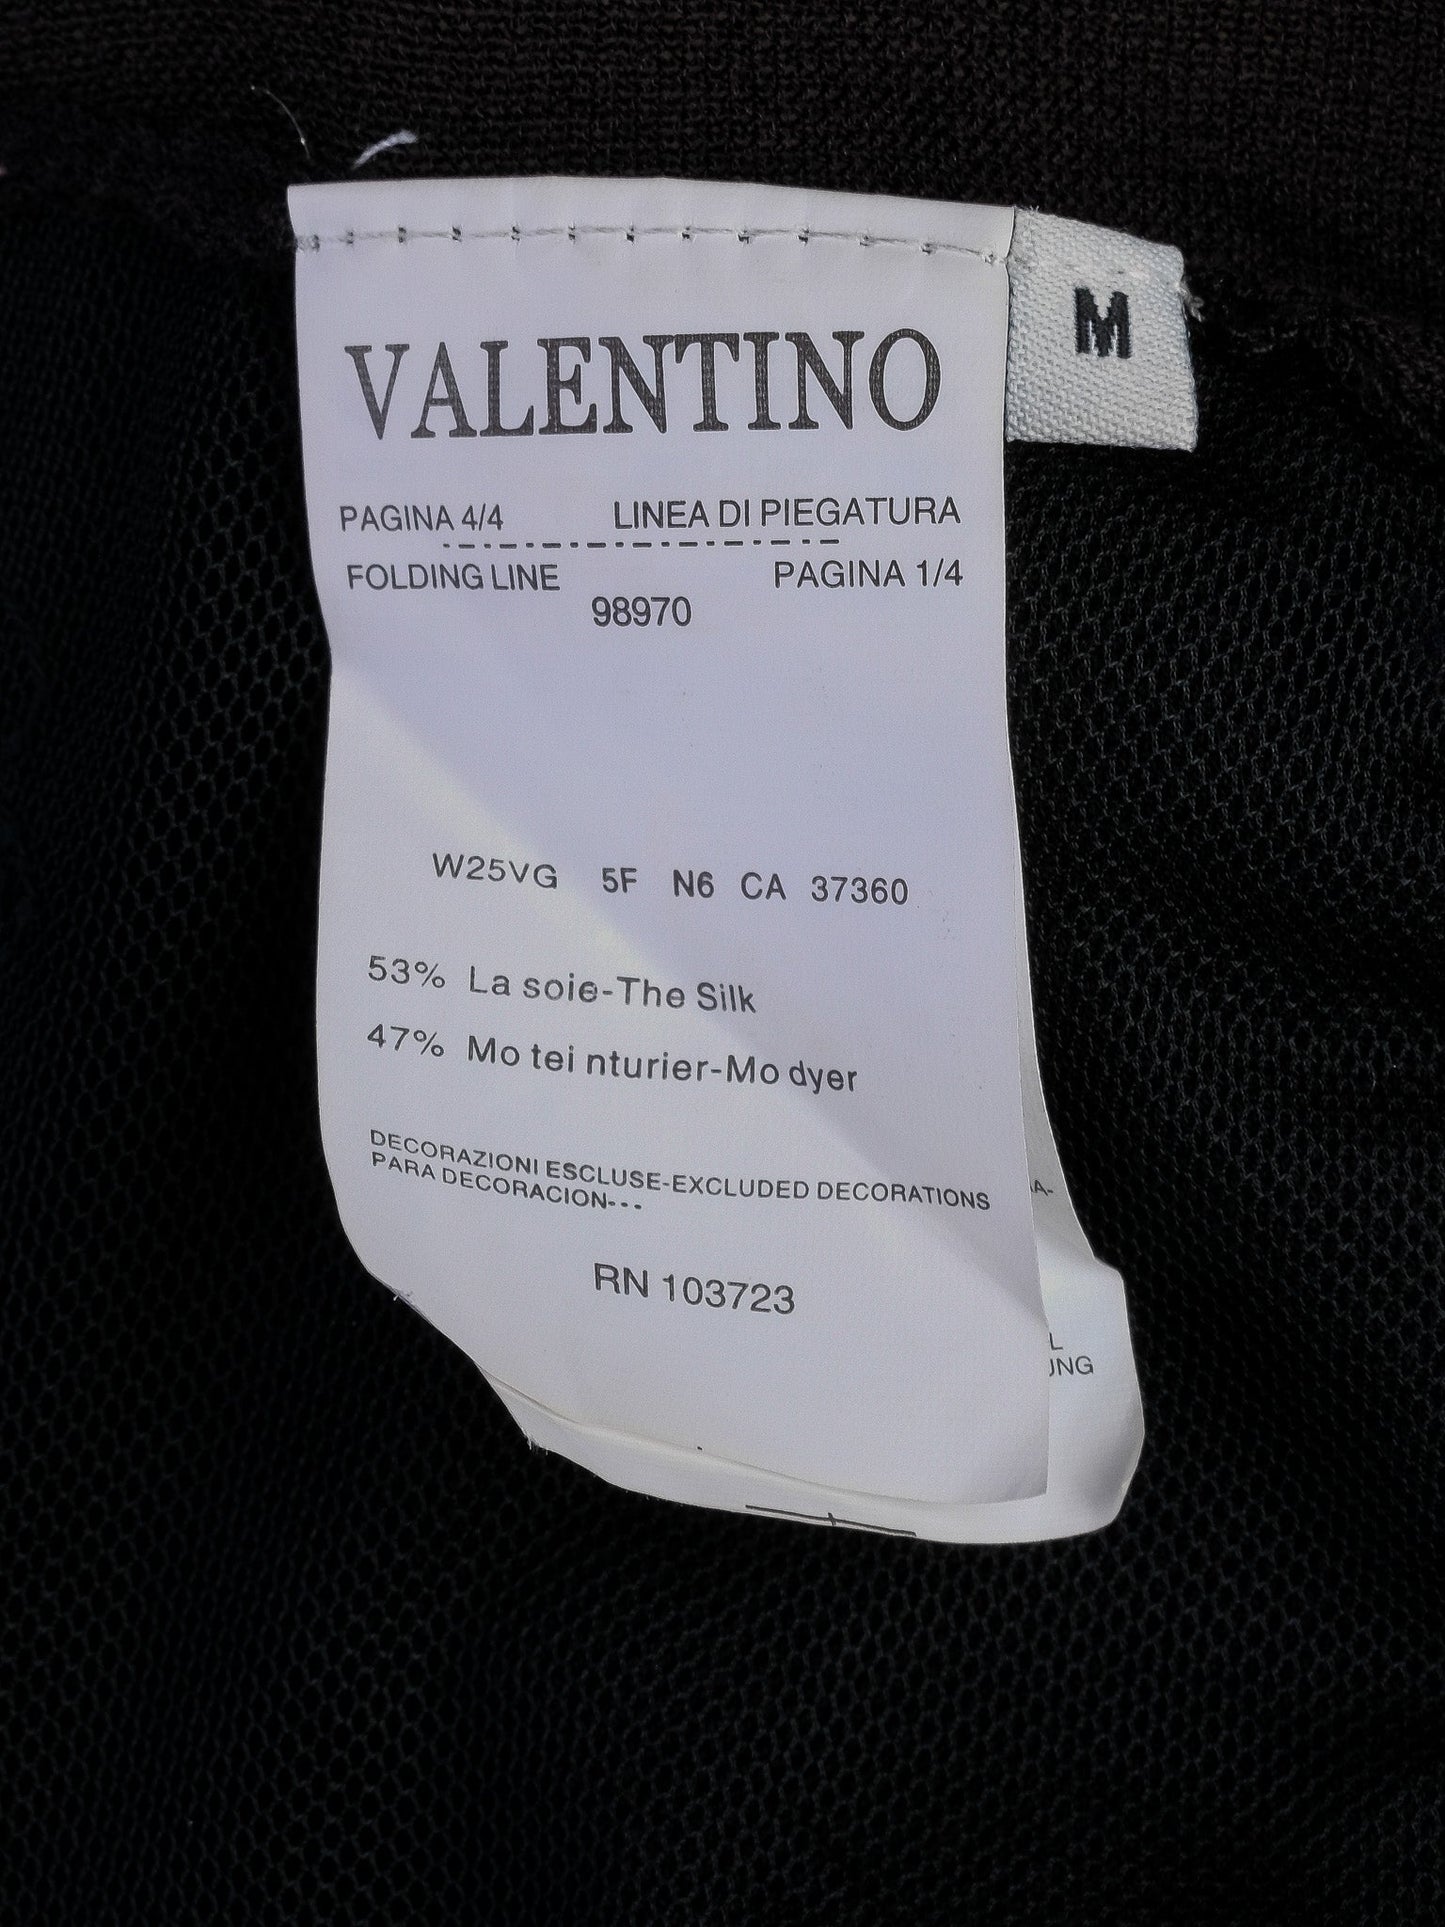 VALENTINO
M
PAGINA 4/4 LINEA DI PIEGATURA
FOLDING LINE PAGINA 1/4
98970
W25VG 5F N6 CA 37360
53% La soie-The Silk
47% Mo tei nturier-Mo dyer
DECORAZIONI ESCLUSE-EXCLUDED DECORATIONS
PARA DECORACION---
RN 103723
A-
L
UNG